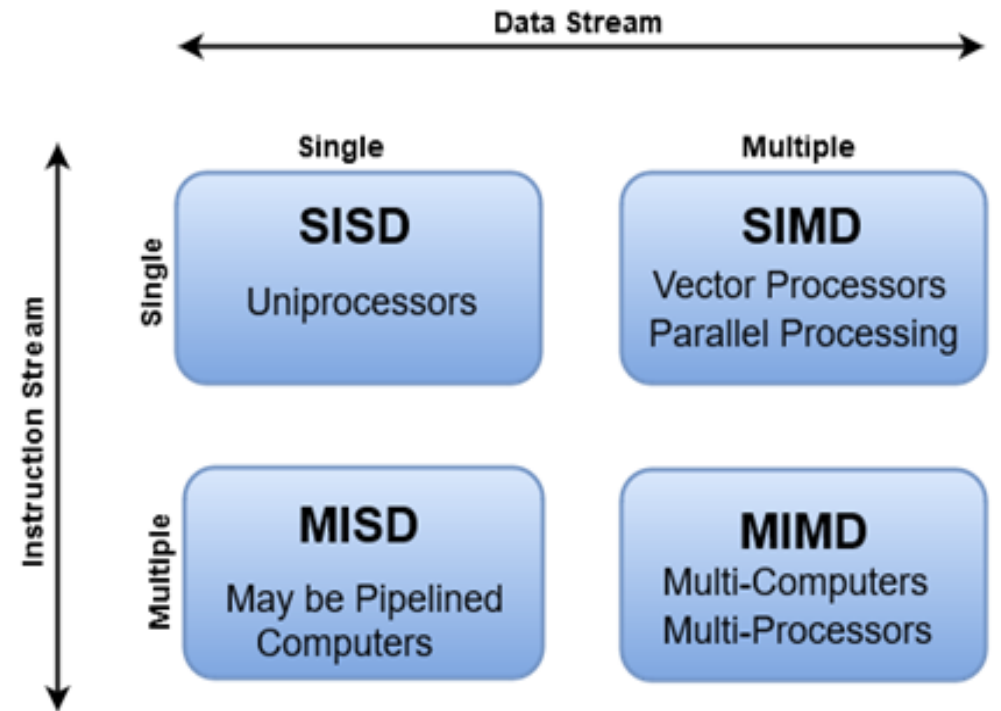 Data Stream
Single
Multiple
Instruction Stream
Single
SISD
Uniprocessors
SIMD
Vector Processors
Parallel Processing
Multiple
MISD
May be Pipelined
Computers
MIMD
Multi-Computers
Multi-Processors